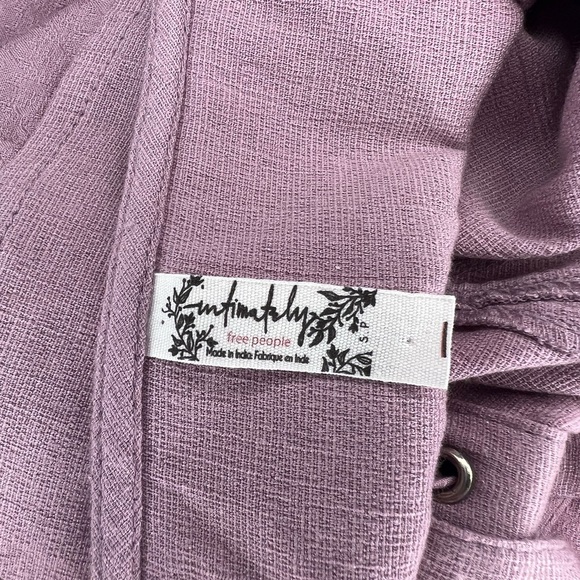 intimately
free people
Made in India: Fabriqué en Inde
S.P